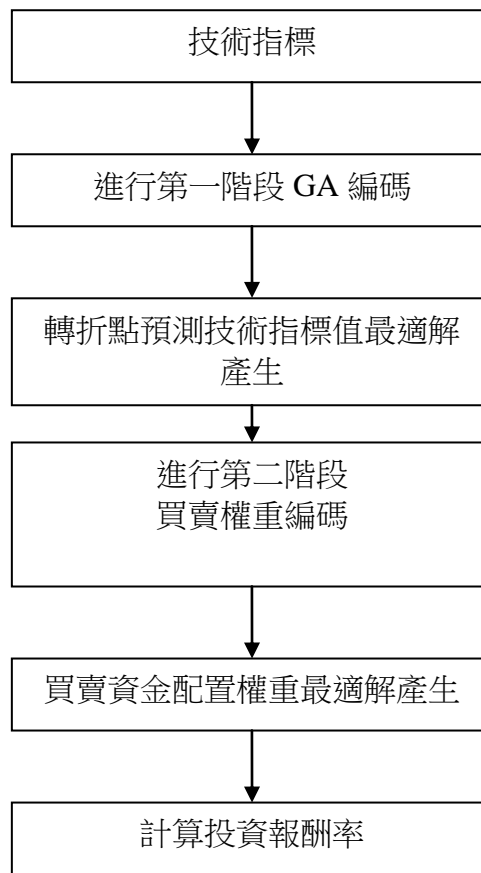 技術指標
進行第一階段 GA 編碼
轉折点預測技術指標值最適解
產生
進行第二階段
買賣權重編碼
買賣資金配置權重最適解產生
計算投資報酬率